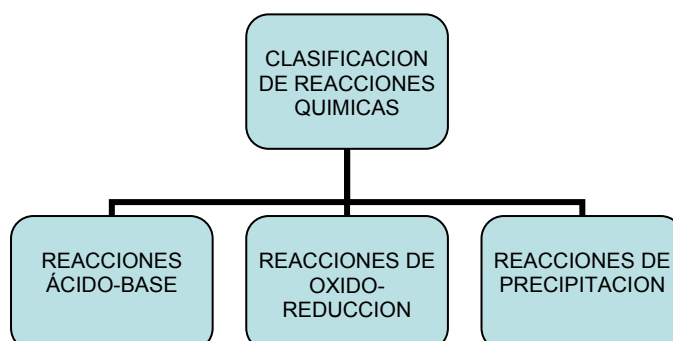 CLASIFICACION
DE REACCIONES
QUIMICAS
REACCIONES
ÁCIDO-BASE
REACCIONES DE
OXIDO-
REDUCCION
REACCIONES DE
PRECIPITACION